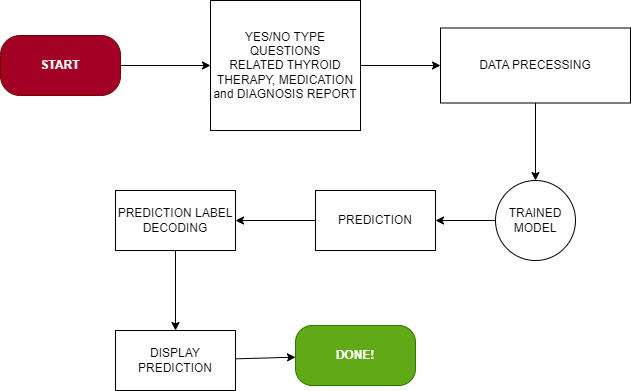 START
YES/NO TYPE
QUESTIONS
RELATED THYROID
THERAPY, MEDICATION
and DIAGNOSIS REPORT
DATA PRECESSING
TRAINED
MODEL
PREDICTION
PREDICTION LABEL
DECODING
DISPLAY
PREDICTION
DONE!